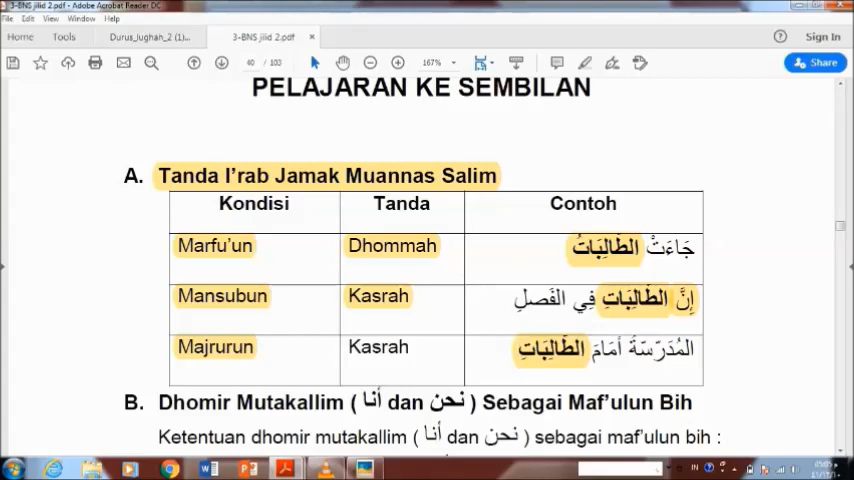 3-BNS jilid 2.pdf - Adobe Acrobat Reader DC
File Edit View Window Help
Home Tools Durus_lughah_2 (1)... 3-BNS jilid 2.pdf × Sign In
40 / 100 167% Share
PELAJARAN KE SEMBILAN
A. Tanda I’rab Jamak Muannas Salim
Kondisi Tanda Contoh
Marfu’un Dhommah جَاءَتْ الطَّالِبَاتُ
Mansubun Kasrah إِنَّ الطَّالِبَاتِ فِي الْفَصلِ
Majrurun Kasrah المُدَرِّسَةُ أَمَامَ الطَّالِبَاتِ
B. Dhomir Mutakallim ( أنا dan نحن ) Sebagai Maf’ulun Bih
Ketentuan dhomir mutakallim ( أنا dan نحن ) sebagai maf’ulun bih :
IN